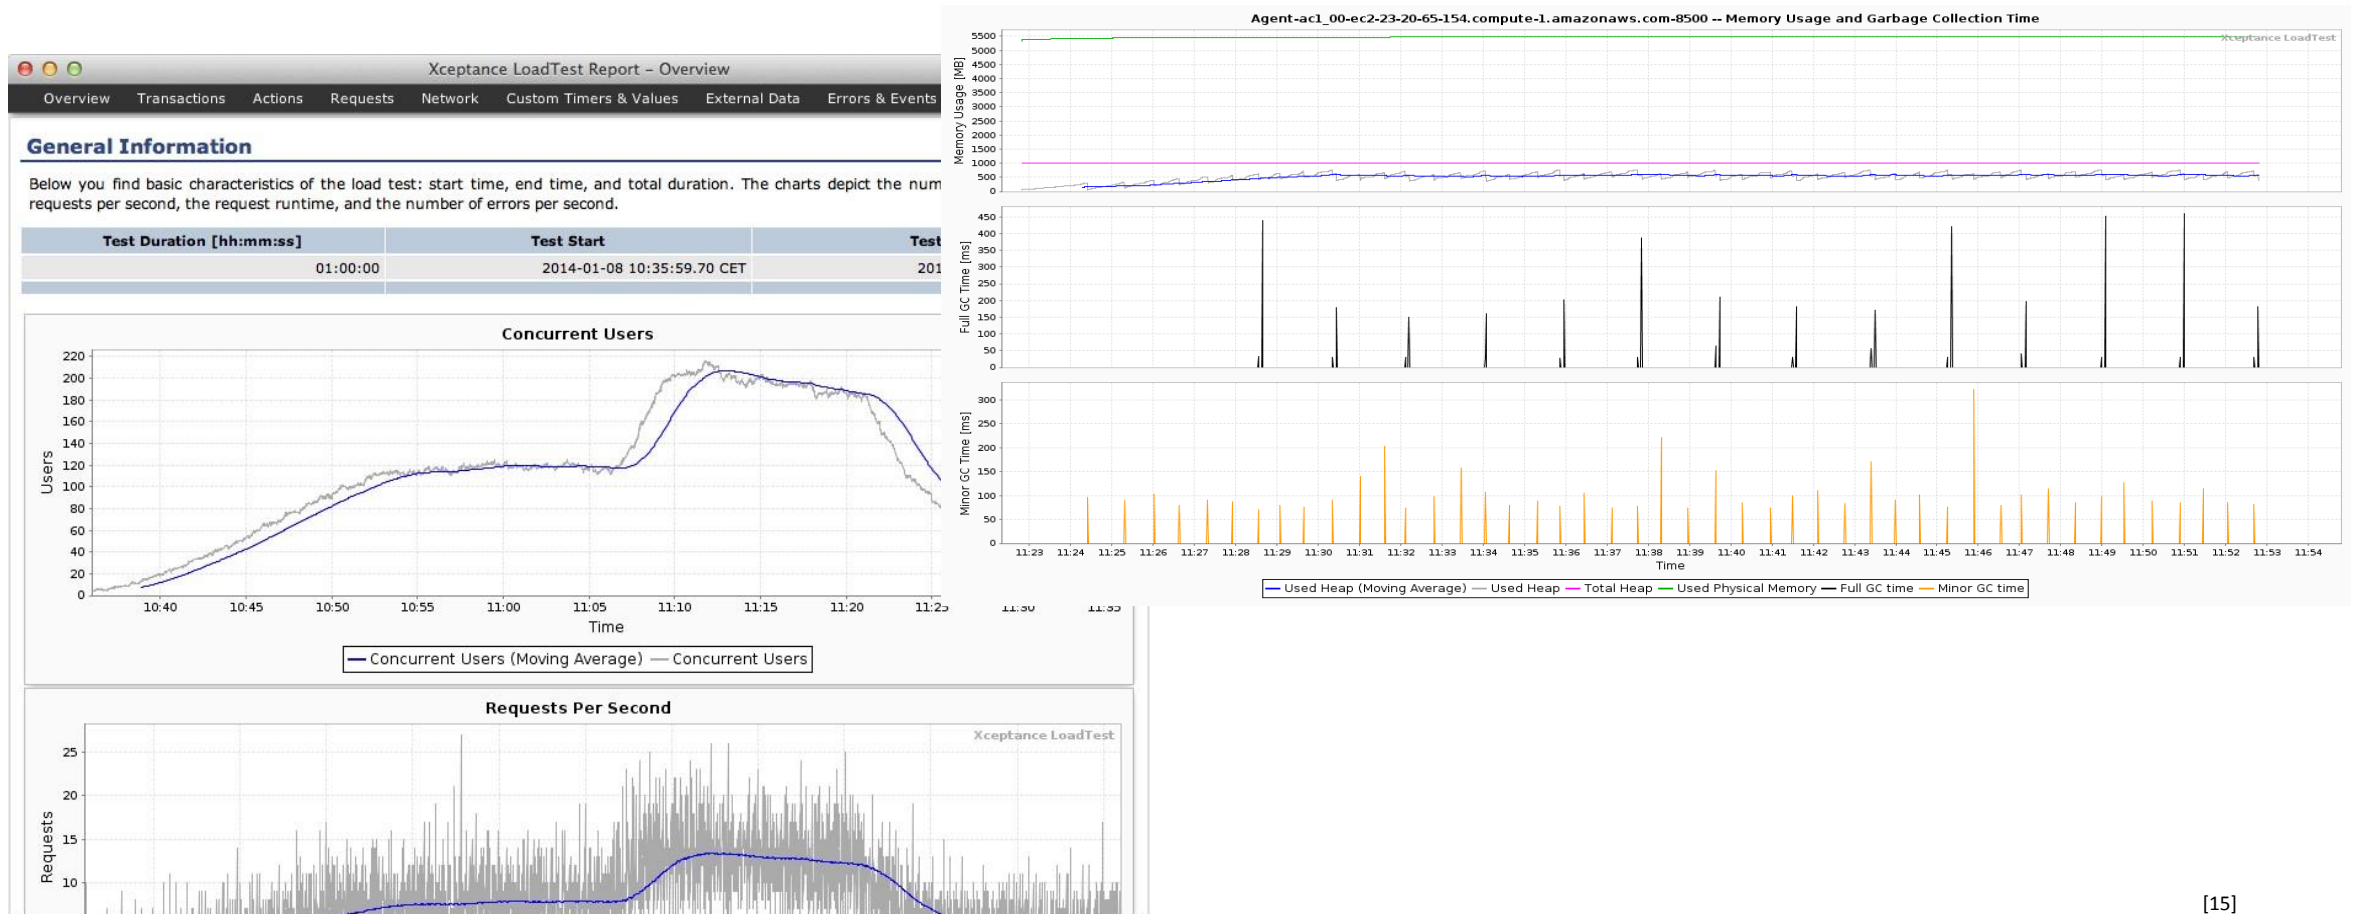 Xceptance LoadTest Report – Overview
Overview Transactions Actions Requests Network Custom Timers & Values External Data Errors & Events
General Information
Below you find basic characteristics of the load test: start time, end time, and total duration. The charts depict the num
requests per second, the request runtime, and the number of errors per second.
Test Duration [hh:mm:ss] Test Start Test
01:00:00 2014-01-08 10:35:59.70 CET 201
Concurrent Users
220
200
180
160
140
120
100
80
60
40
20
0
Users
10:40 10:45 10:50 10:55 11:00 11:05 11:10 11:15 11:20 11:25 11:30 11:35
Time
Concurrent Users (Moving Average) Concurrent Users
Requests Per Second
Xceptance LoadTest
25
20
15
10
Requests
Agent-ac1_00-ec2-23-20-65-154.compute-1.amazonaws.com-8500 -- Memory Usage and Garbage Collection Time
Xceptance LoadTest
5500
5000
4500
4000
3500
3000
2500
2000
1500
1000
500
0
Memory Usage [MB]
450
400
350
300
250
200
150
100
50
0
Full GC Time [ms]
300
250
200
150
100
50
0
Minor GC Time [ms]
11:23 11:24 11:25 11:26 11:27 11:28 11:29 11:30 11:31 11:32 11:33 11:34 11:35 11:36 11:37 11:38 11:39 11:40 11:41 11:42 11:43 11:44 11:45 11:46 11:47 11:48 11:49 11:50 11:51 11:52 11:53 11:54
Time
Used Heap (Moving Average) Used Heap Total Heap Used Physical Memory Full GC time Minor GC time
[15]